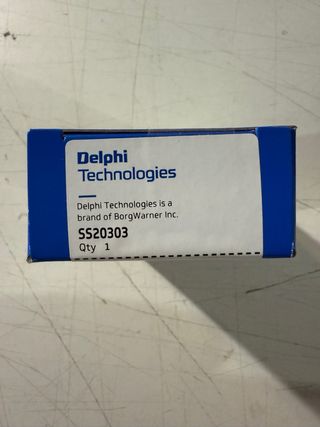 Delphi
Technologies
Delphi Technologies is a
brand of BorgWarner Inc.
SS20303
Qty 1